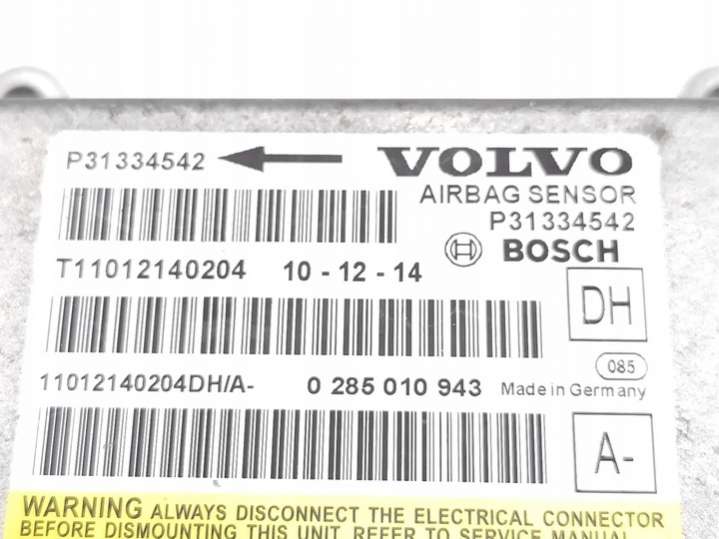 P31334542
VOLVO
AIRBAG SENSOR
P31334542
BOSCH
T11012140204 10 - 12 - 14
DH
085
11012140204DH/A- 0 285 010 943 Made in Germany
A-
WARNING ALWAYS DISCONNECT THE ELECTRICAL CONNECTOR
BEFORE DISMOUNTING THIS UNIT. REFER TO SERVICE MANUAL